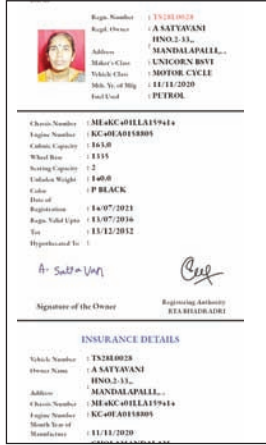 Regn. Number : TS28L0028
Regd. Owner : A SATYAVANI
HNO.2-33,,
Address : MANDALAPALLI,, .
Maker's Class : UNICORN BSVI
Vehicle Class : MOTOR CYCLE
Mth. Yr. of Mfg : 11/11/2020
Fuel Used : PETROL
Chassis Number : ME4KC401LLA159414
Engine Number : KC40EA0158805
Cubuic Capacity : 163.0
Wheel Base : 1335
Seating Capacity : 2
Unladen Weight : 140.0
Color : P BLACK
Date of
Registration : 14/07/2021
Regn. Valid Upto : 13/07/2036
Tax : 13/12/2032
Hypothecated To :
A. Satya Vani
Signature of the Owner
Registering Authority
RTA BHADRADRI
INSURANCE DETAILS
Vehicle Number : TS28L0028
Owner Name : A SATYAVANI
HNO.2-33,,
Address : MANDALAPALLI,, .
Chassis Number : ME4KC401LLA159414
Engine Number : KC40EA0158805
Month Year of
Manufacture : 11/11/2020